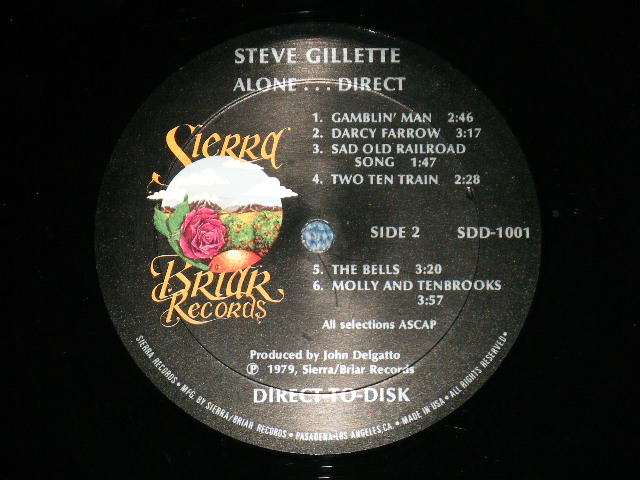 STEVE GILLETTE
ALONE...DIRECT
1. GAMBLIN' MAN 2:46
2. DARCY FARROW 3:17
3. SAD OLD RAILROAD
SONG 1:47
4. TWO TEN TRAIN 2:28
Sierra
Briar
Records
SIDE 2 SDD-1001
5. THE BELLS 3:20
6. MOLLY AND TENBROOKS
3:57
All selections ASCAP
Produced by John Delgatto
℗ 1979, Sierra/Briar Records
DIRECT-TO-DISK
SIERRA RECORDS • MFG. BY SIERRA/BRIAR RECORDS • PASADENA-LOS ANGELES, CA. • MADE IN USA • ALL RIGHTS RESERVED •